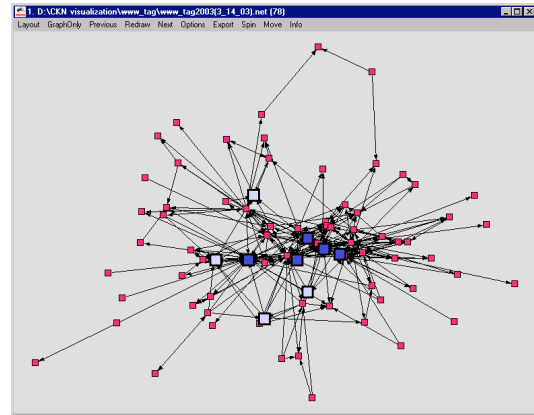 1. D:\CKN visualization\www_tag\www_tag2003(3_14_03).net (78)
Layout GraphOnly Previous Redraw Next Options Export Spin Move Info